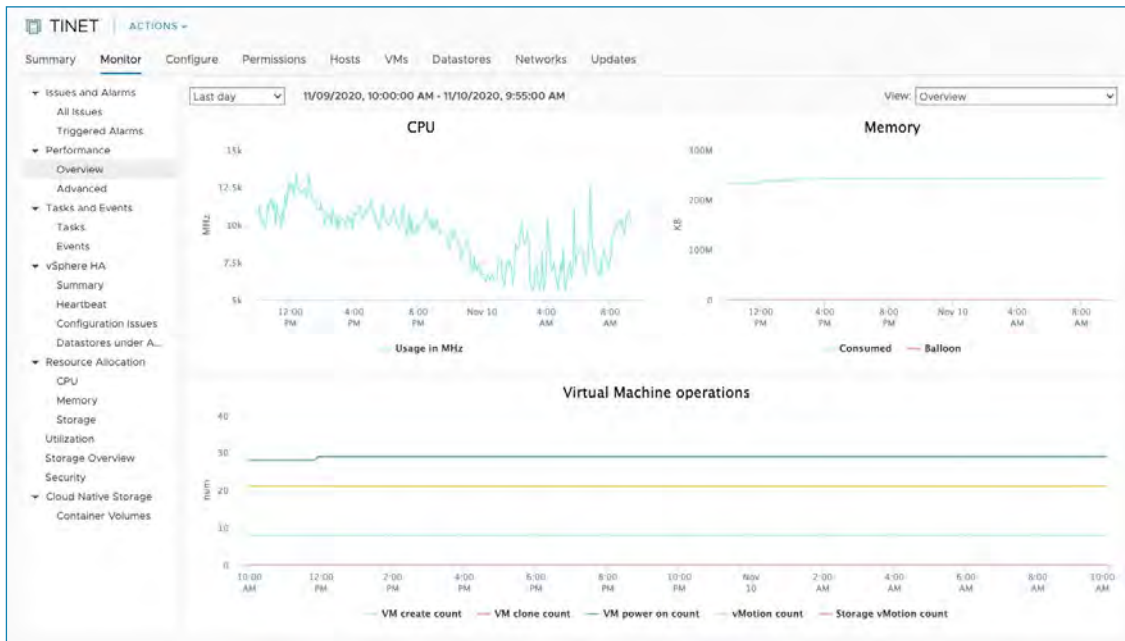 TINET ACTIONS
Summary Monitor Configure Permissions Hosts VMs Datastores Networks Updates
Issues and Alarms
All Issues
Triggered Alarms
Performance
Overview
Advanced
Tasks and Events
Tasks
Events
vSphere HA
Summary
Heartbeat
Configuration Issues
Datastores under A...
Resource Allocation
CPU
Memory
Storage
Utilization
Storage Overview
Security
Cloud Native Storage
Container Volumes
Last day 11/09/2020, 10:00:00 AM - 11/10/2020, 9:55:00 AM View: Overview
CPU
15k
12.5k
10k
7.5k
5k
MHz
12:00 PM 4:00 PM 8:00 PM Nov 10 4:00 AM 8:00 AM
Usage in MHz
Memory
300M
200M
100M
0
KB
12:00 PM 4:00 PM 8:00 PM Nov 10 4:00 AM 8:00 AM
Consumed Balloon
Virtual Machine operations
40
30
20
10
0
num
10:00 AM 12:00 PM 2:00 PM 4:00 PM 6:00 PM 8:00 PM 10:00 PM Nov 10 2:00 AM 4:00 AM 6:00 AM 8:00 AM 10:00 AM
VM create count VM clone count VM power on count vMotion count Storage vMotion count